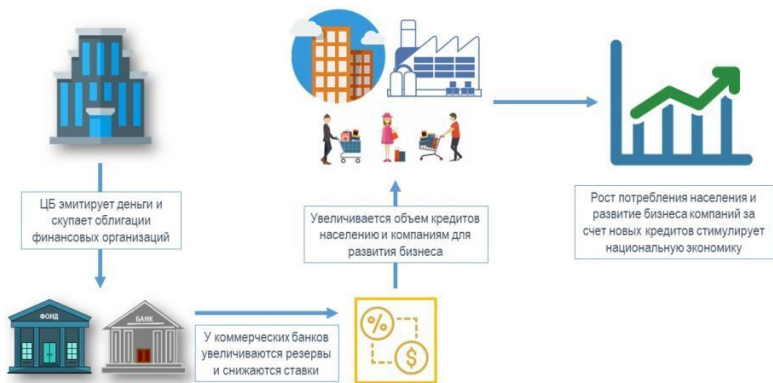 ЦБ эмитирует деньги и
скупает облигации
финансовых организаций
ФОНД
БАНК
У коммерческих банков
увеличиваются резервы
и снижаются ставки
%
$
Увеличивается объем кредитов
населению и компаниям для
развития бизнеса
Рост потребления населения и
развитие бизнеса компаний за
счет новых кредитов стимулирует
национальную экономику